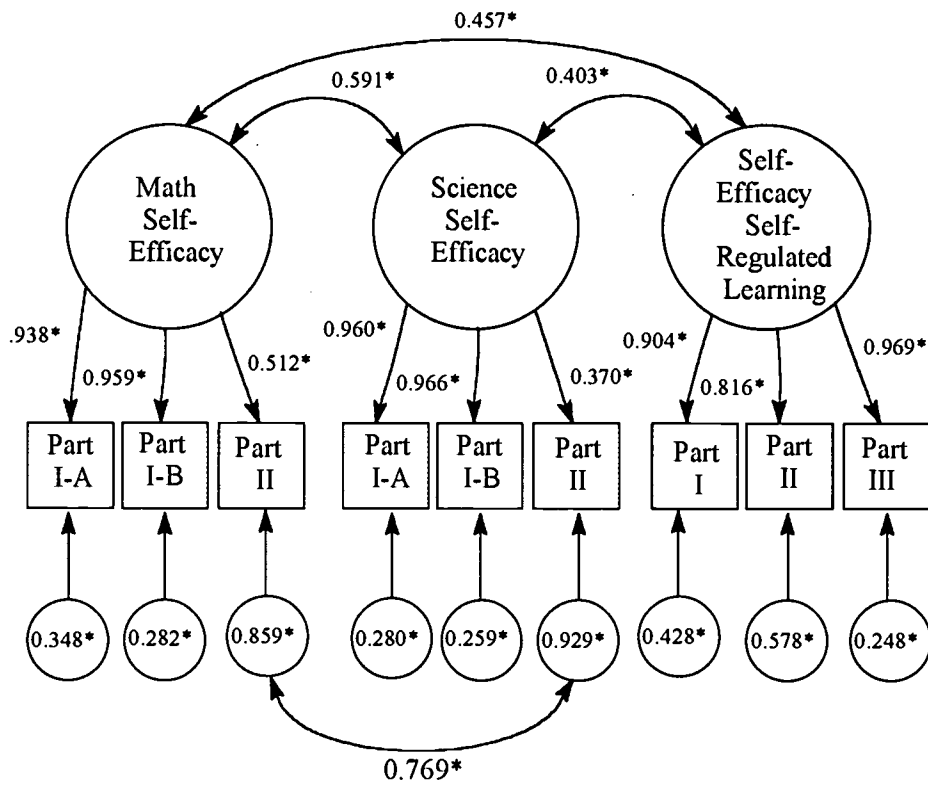 0.457*
0.591*
0.403*
Math
Self-
Efficacy
Science
Self-
Efficacy
Self-
Efficacy
Self-
Regulated
Learning
.938*
0.959*
0.512*
0.960*
0.966*
0.370*
0.904*
0.816*
0.969*
Part
I-A
Part
I-B
Part
II
Part
I-A
Part
I-B
Part
II
Part
I
Part
II
Part
III
0.348*
0.282*
0.859*
0.280*
0.259*
0.929*
0.428*
0.578*
0.248*
0.769*